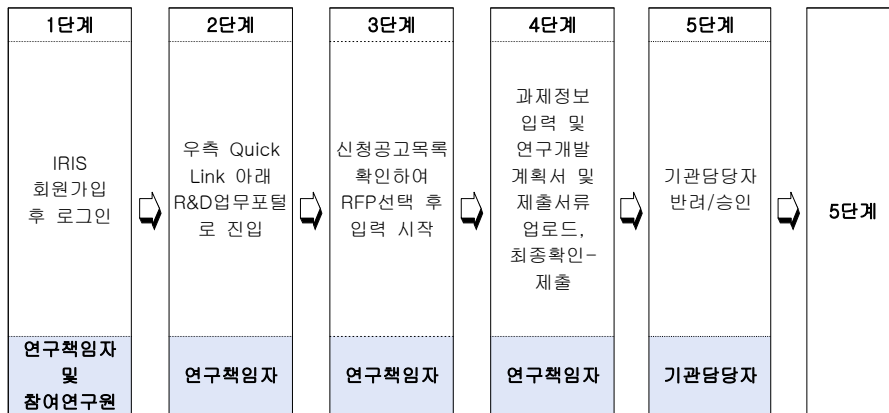 1단계
IRIS
회원가입
후 로그인
연구책임자
및
참여연구원
2단계
우측 Quick
Link 아래
R&D업무포털
로 진입
연구책임자
3단계
신청공고목록
확인하여
RFP선택 후
입력 시작
연구책임자
4단계
과제정보
입력 및
연구개발
계획서 및
제출서류
업로드,
최종확인-
제출
연구책임자
5단계
기관담당자
반려/승인
기관담당자
5단계